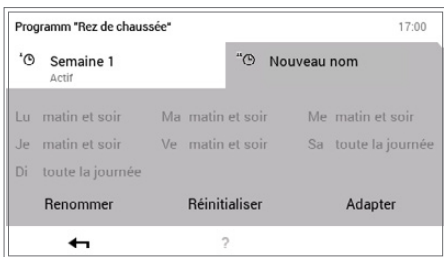 Programm "Rez de chaussée" 17:00
Semaine 1 Nouveau nom
Actif
Lu matin et soir Ma matin et soir Me matin et soir
Je matin et soir Ve matin et soir Sa toute la journée
Di toute la journée
Renommer Réinitialiser Adapter
?